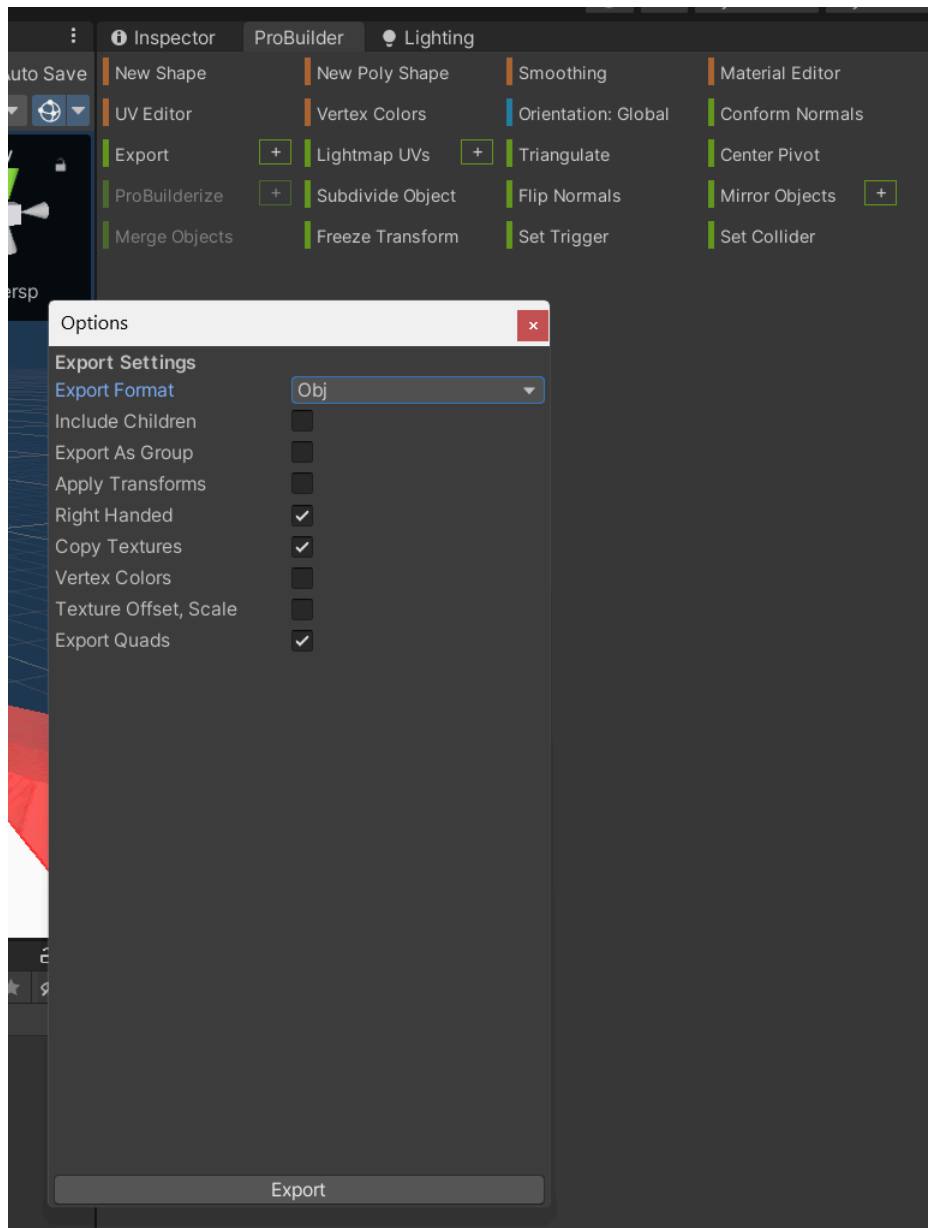 Inspector ProBuilder Lighting
Auto Save
New Shape New Poly Shape Smoothing Material Editor
UV Editor Vertex Colors Orientation: Global Conform Normals
Export + Lightmap UVs + Triangulate Center Pivot
ProBuilderize + Subdivide Object Flip Normals Mirror Objects +
Merge Objects Freeze Transform Set Trigger Set Collider
Options
Export Settings
Export Format Obj
Include Children
Export As Group
Apply Transforms
Right Handed
Copy Textures
Vertex Colors
Texture Offset, Scale
Export Quads
Export